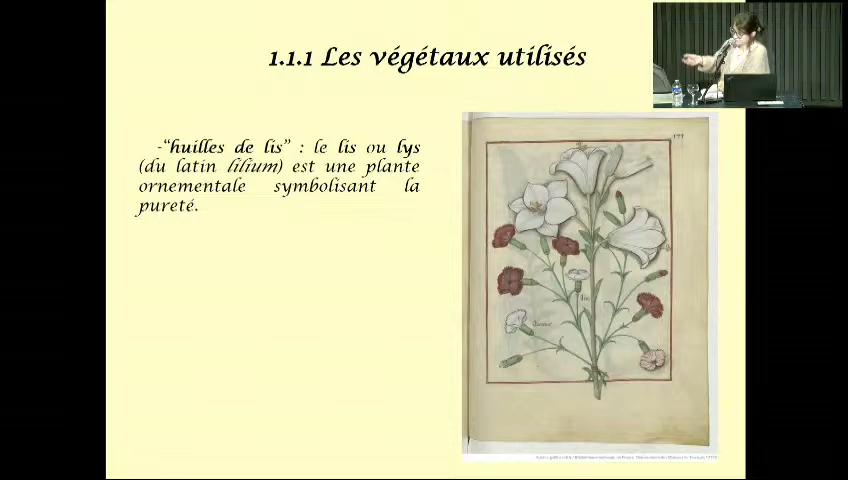 1.1.1 Les végétaux utilisés
-“huilles de lis” : le lis ou lys
(du latin lilium) est une plante
ornementale symbolisant la
pureté.